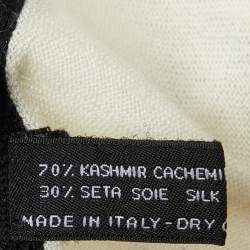 70% KASHMIR CACHEMI
30% SETA SOIE SILK
MADE IN ITALY-DRY